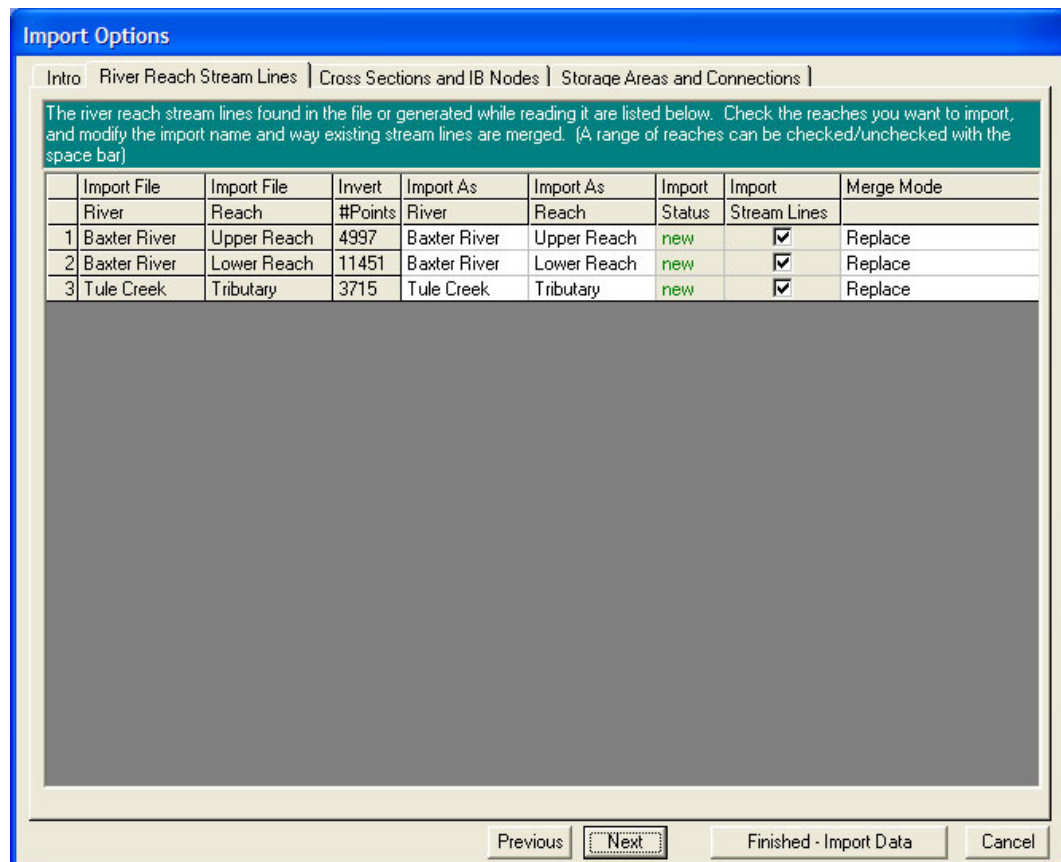 Import Options
Intro River Reach Stream Lines Cross Sections and IB Nodes Storage Areas and Connections
The river reach stream lines found in the file or generated while reading it are listed below. Check the reaches you want to import,
and modify the import name and way existing stream lines are merged. (A range of reaches can be checked/unchecked with the
space bar)
Import File Import File Invert Import As Import As Import Import Merge Mode
River Reach #Points River Reach Status Stream Lines
1 Baxter River Upper Reach 4997 Baxter River Upper Reach new Replace
2 Baxter River Lower Reach 11451 Baxter River Lower Reach new Replace
3 Tule Creek Tributary 3715 Tule Creek Tributary new Replace
Previous Next Finished - Import Data Cancel